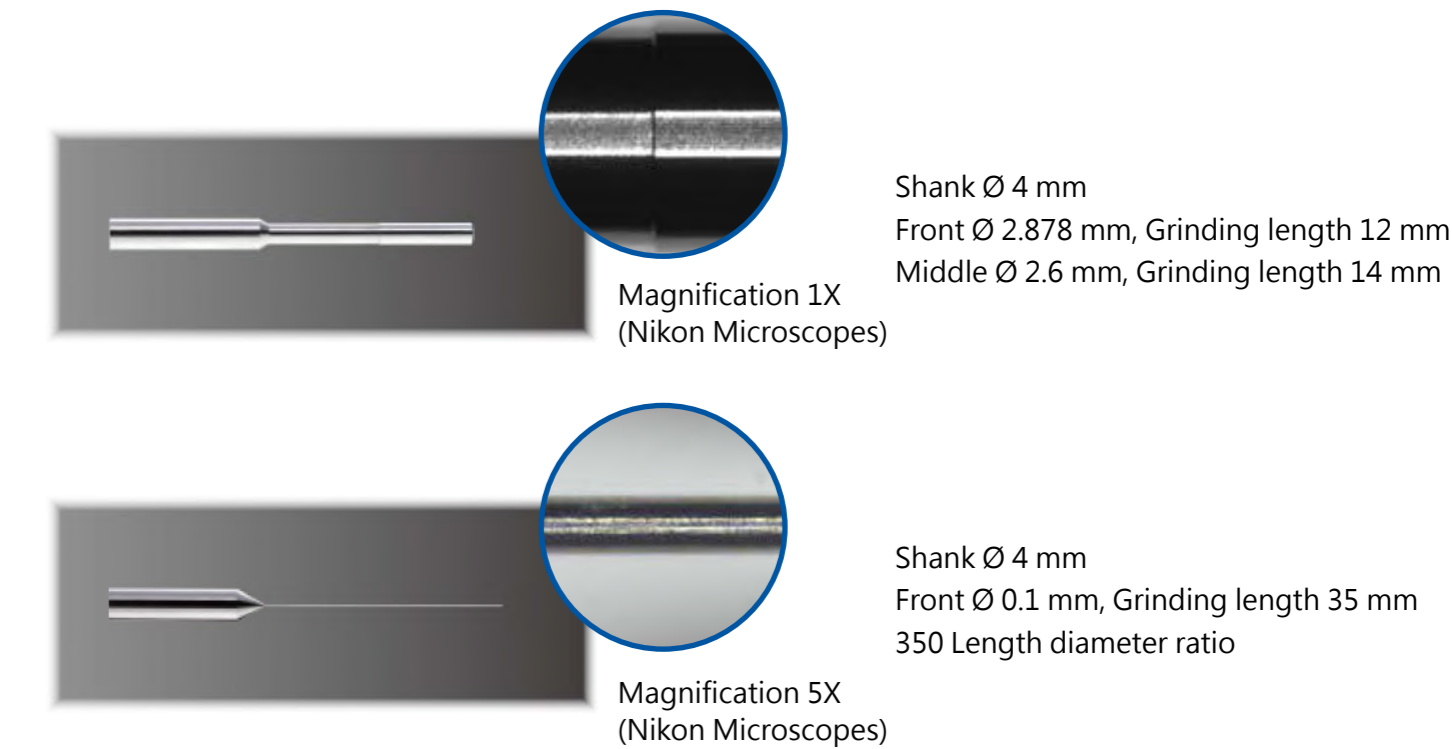 Magnification 1X
(Nikon Microscopes)
Shank Ø 4 mm
Front Ø 2.878 mm, Grinding length 12 mm
Middle Ø 2.6 mm, Grinding length 14 mm
Magnification 5X
(Nikon Microscopes)
Shank Ø 4 mm
Front Ø 0.1 mm, Grinding length 35 mm
350 Length diameter ratio